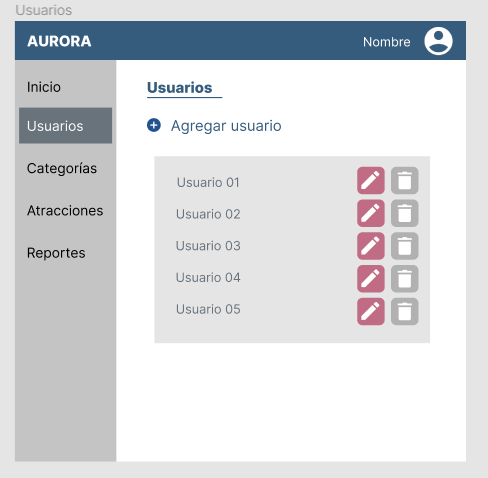 Usuarios
AURORA
Nombre
Inicio
Usuarios
Categorías
Atracciones
Reportes
Usuarios
Agregar usuario
Usuario 01
Usuario 02
Usuario 03
Usuario 04
Usuario 05